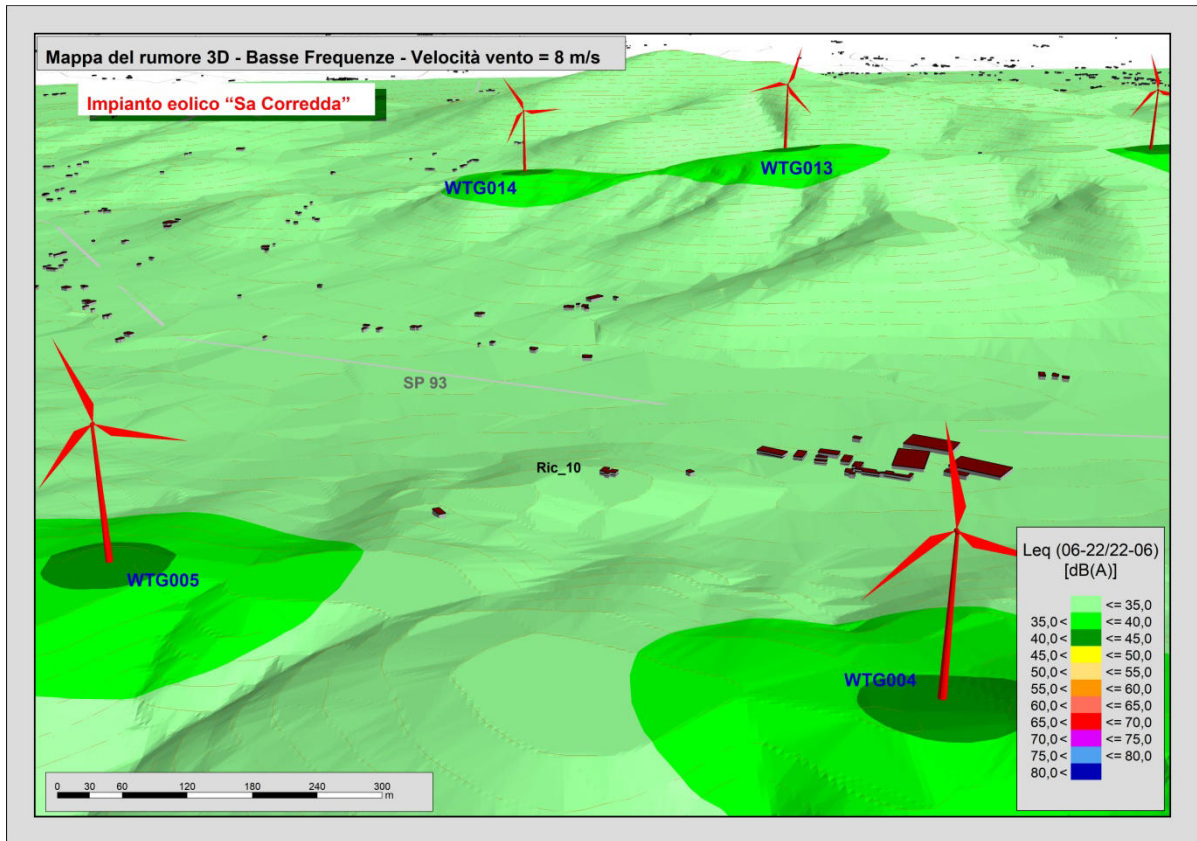 Mappa del rumore 3D - Basse Frequenze - Velocità vento = 8 m/s
Impianto eolico “Sa Corredda”
WTG014
WTG013
SP 93
Ric_10
WTG005
WTG004
Leq (06-22/22-06)
[dB(A)]
<= 35,0
35,0 < <= 40,0
40,0 < <= 45,0
45,0 < <= 50,0
50,0 < <= 55,0
55,0 < <= 60,0
60,0 < <= 65,0
65,0 < <= 70,0
70,0 < <= 75,0
75,0 < <= 80,0
80,0 <
0 30 60 120 180 240 300
m